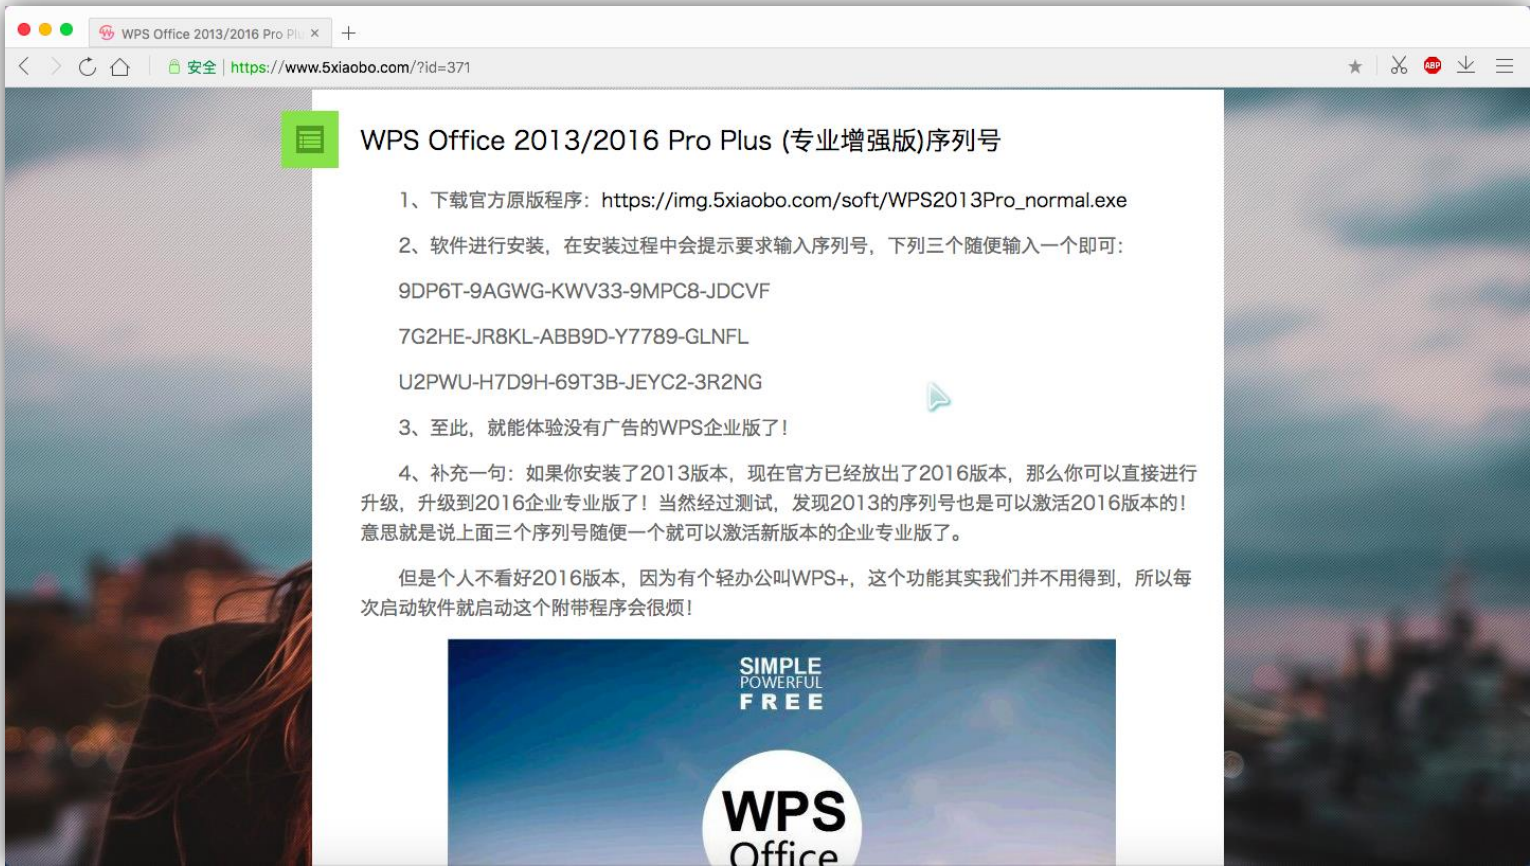 WPS Office 2013/2016 Pro Pl
安全 https://www.5xiaobo.com/?id=371
ABP
WPS Office 2013/2016 Pro Plus (专业增强版)序列号
1、下载官方原版程序：https://img.5xiaobo.com/soft/WPS2013Pro_normal.exe
2、软件进行安装，在安装过程中会提示要求输入序列号，下列三个随便输入一个即可：
9DP6T-9AGWG-KWV33-9MPC8-JDCVF
7G2HE-JR8KL-ABB9D-Y7789-GLNFL
U2PWU-H7D9H-69T3B-JEYC2-3R2NG
3、至此，就能体验没有广告的WPS企业版了！
4、补充一句：如果你安装了2013版本，现在官方已经放出了2016版本，那么你可以直接进行
升级，升级到2016企业专业版了！当然经过测试，发现2013的序列号也是可以激活2016版本的！
意思就是说上面三个序列号随便一个就可以激活新版本的企业专业版了。
但是个人不看好2016版本，因为有个轻办公叫WPS+，这个功能其实我们并不用得到，所以每
次启动软件就启动这个附带程序会很烦！
SIMPLE
POWERFUL
FREE
WPS
Office